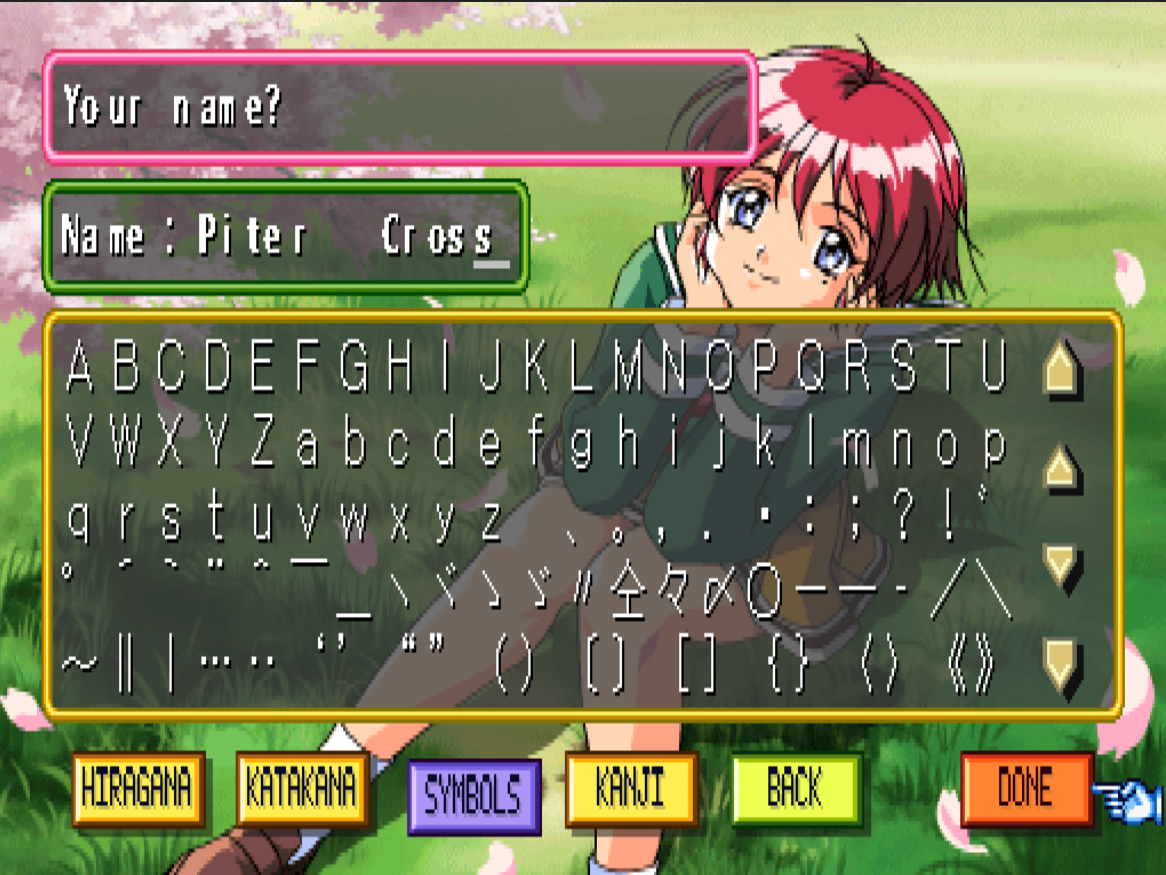 Your name?
Name: Piter Cross
A B C D E F G H I J K L M N O P Q R S T U
V W X Y Z a b c d e f g h i j k l m n o p
q r s t u v w x y z 、 。 , . ・ : ; ? ! ゛
゜ ´ ` ¨ ^ ‾ _ ヽ ヾ ゝ ゞ 〃 仝 々 〆 〇 ー — ‐ / \
~ ‖ | … ‥ ‘ ’ “ ” ( ) 〔 〕 [ ] { } 〈 〉 《 》
HIRAGANA KATAKANA SYMBOLS KANJI BACK DONE